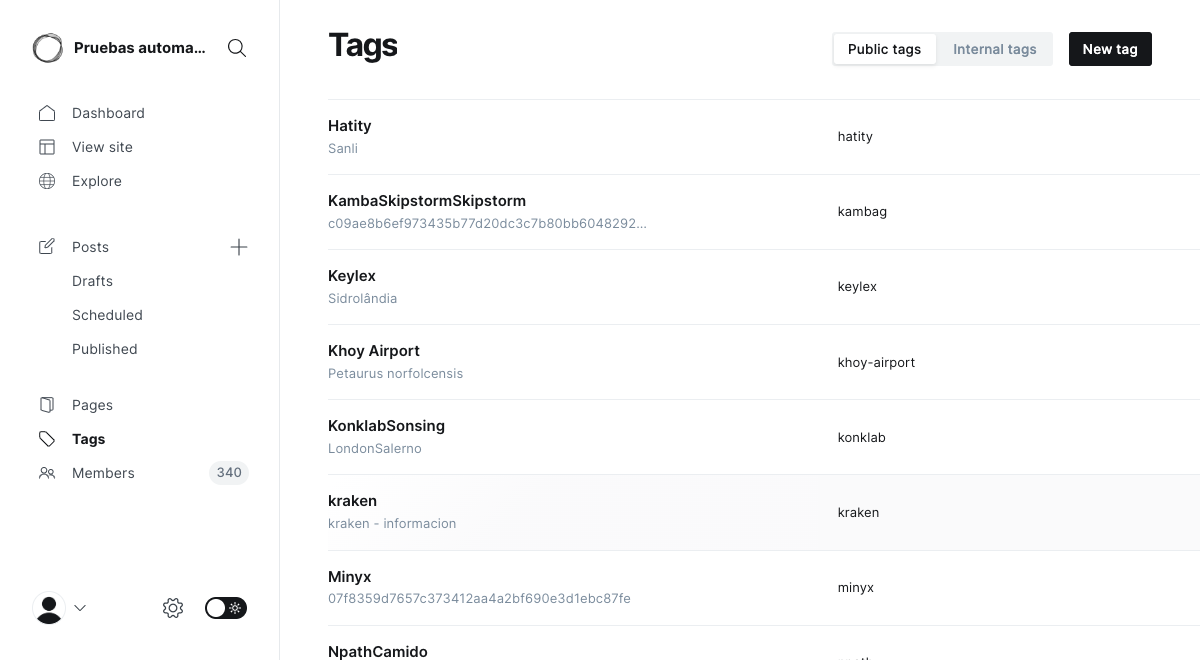 Pruebas automa...
Dashboard
View site
Explore
Posts
Drafts
Scheduled
Published
Pages
Tags
Members 340
Tags
Public tags Internal tags New tag
Hatity
Sanli
hatity
KambaSkipstormSkipstorm
c09ae8b6ef973435b77d20dc3c7b80bb6048292...
kambag
Keylex
Sidrolândia
keylex
Khoy Airport
Petaurus norfolcensis
khoy-airport
KonklabSonsing
LondonSalerno
konklab
kraken
kraken - informacion
kraken
Minyx
07f8359d7657c373412aa4a2bf690e3d1ebc87fe
minyx
NpathCamido